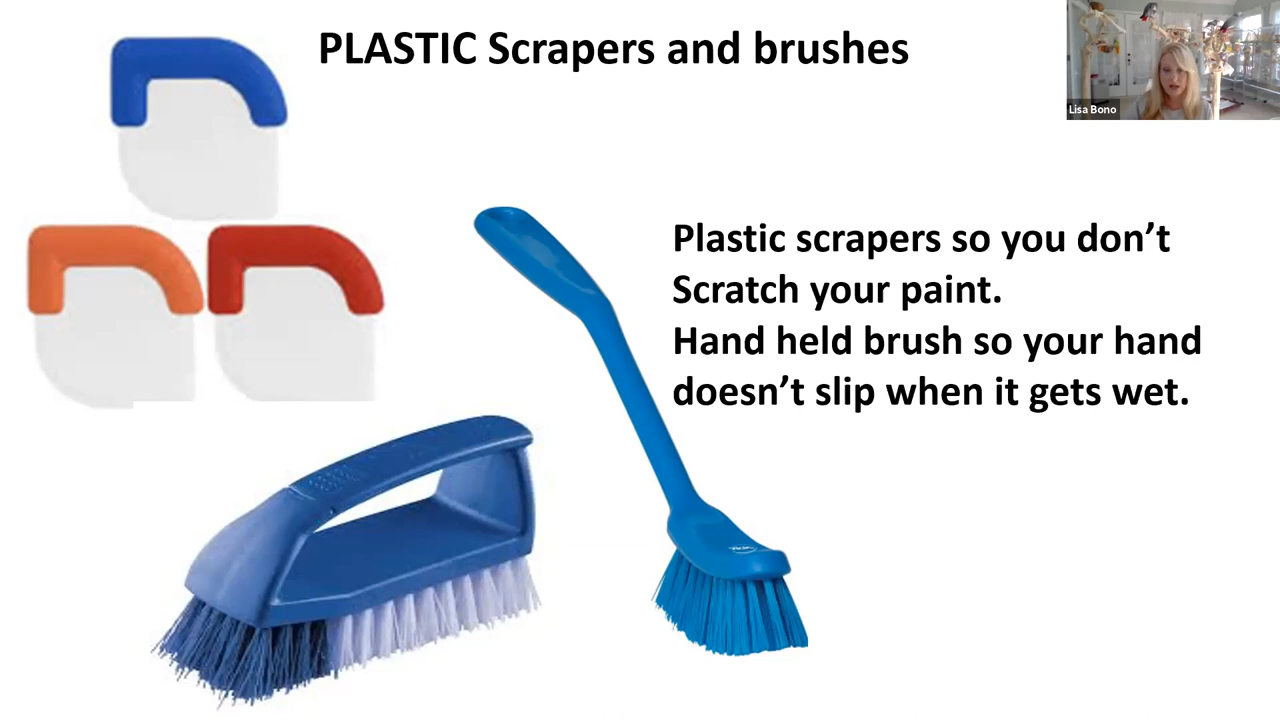 PLASTIC Scrapers and brushes
Lisa Bono
Plastic scrapers so you don’t
Scratch your paint.
Hand held brush so your hand
doesn’t slip when it gets wet.